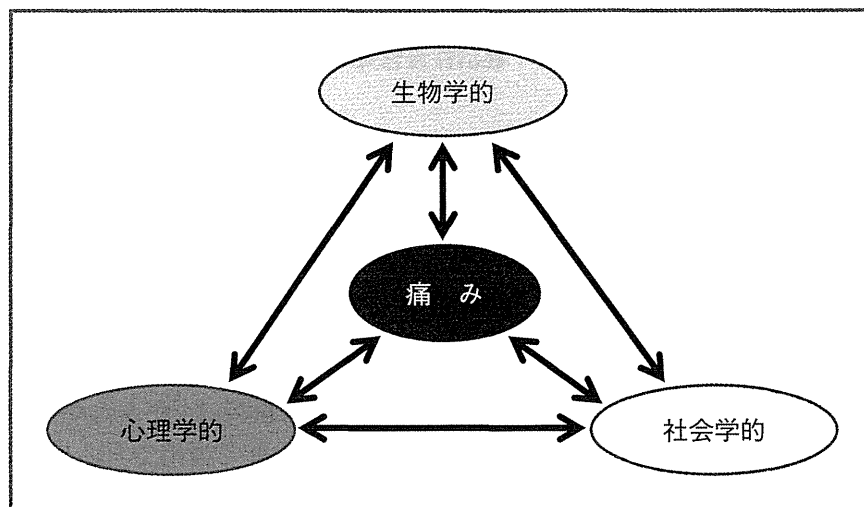 生物学的
痛　み
心理学的
社会学的